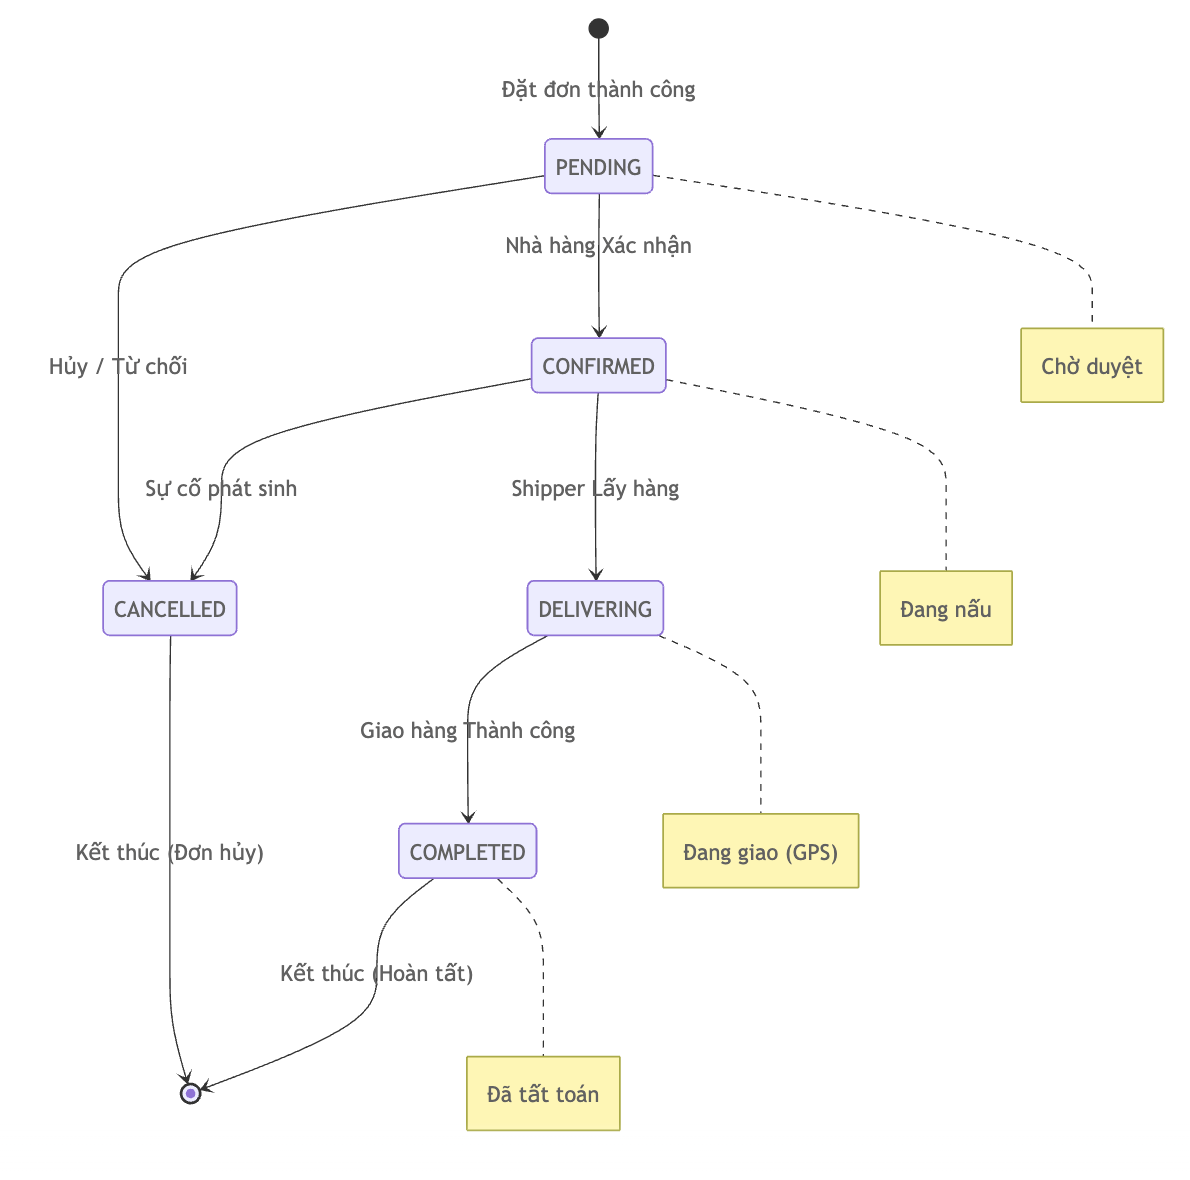 Đặt đơn thành công
PENDING
Nhà hàng Xác nhận
Hủy / Từ chối
CONFIRMED
Chờ duyệt
Sự cố phát sinh
Shipper Lấy hàng
CANCELLED
DELIVERING
Đang nấu
Giao hàng Thành công
Kết thúc (Đơn hủy)
COMPLETED
Đang giao (GPS)
Kết thúc (Hoàn tất)
Đã tất toán